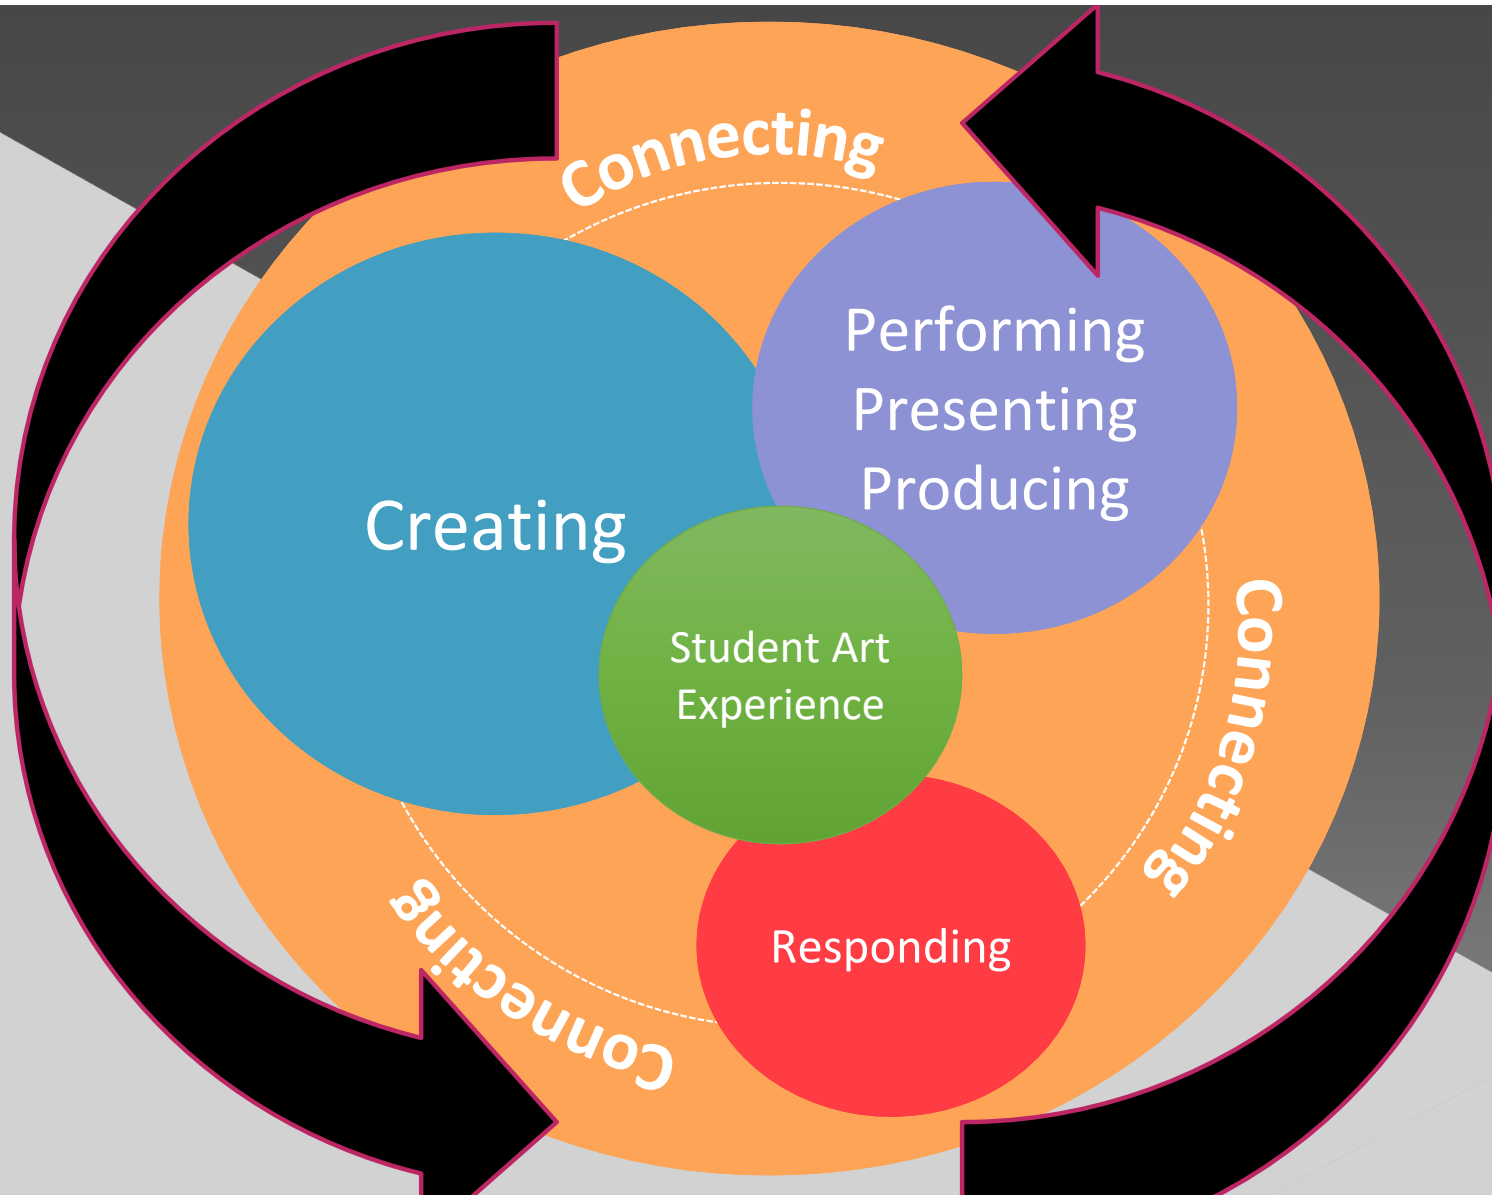 Connecting
Performing
Presenting
Producing
Creating
Student Art
Experience
Connecting
Responding
Connecting